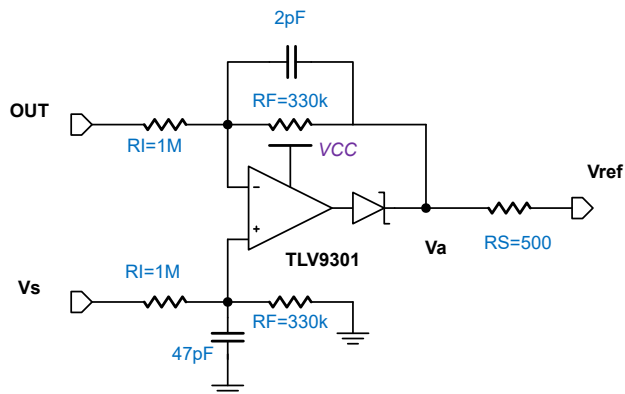 2pF
OUT
RF=330k
RI=1M
VCC
Vref
−
+
TLV9301
Va
RS=500
RI=1M
Vs
RF=330k
47pF